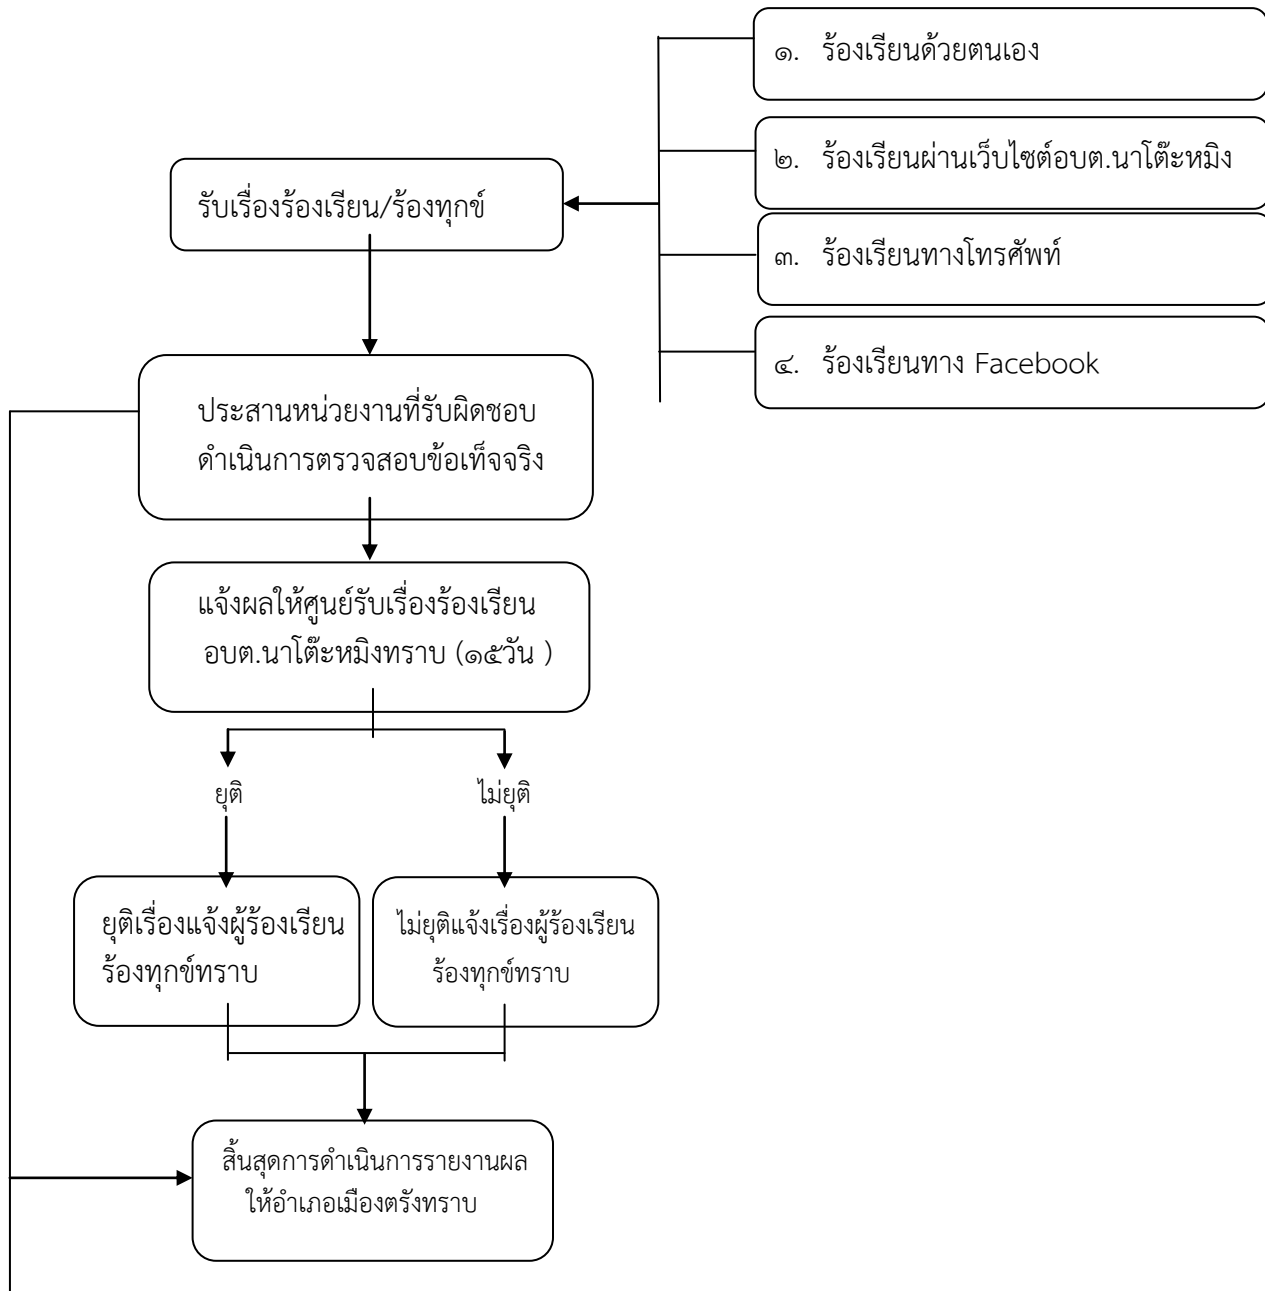 ๑. ร้องเรียนด้วยตนเอง
๒. ร้องเรียนผ่านเว็บไซต์อบต.นาโต๊ะหมิง
๓. ร้องเรียนทางโทรศัพท์
๔. ร้องเรียนทาง Facebook
รับเรื่องร้องเรียน/ร้องทุกข์
ประสานหน่วยงานที่รับผิดชอบ
ดำเนินการตรวจสอบข้อเท็จจริง
แจ้งผลให้ศูนย์รับเรื่องร้องเรียน
อบต.นาโต๊ะหมิงทราบ (๑๕วัน )
ยุติ
ไม่ยุติ
ยุติเรื่องแจ้งผู้ร้องเรียน
ร้องทุกข์ทราบ
ไม่ยุติแจ้งเรื่องผู้ร้องเรียน
ร้องทุกข์ทราบ
สิ้นสุดการดำเนินการรายงานผล
ให้อำเภอเมืองตรังทราบ